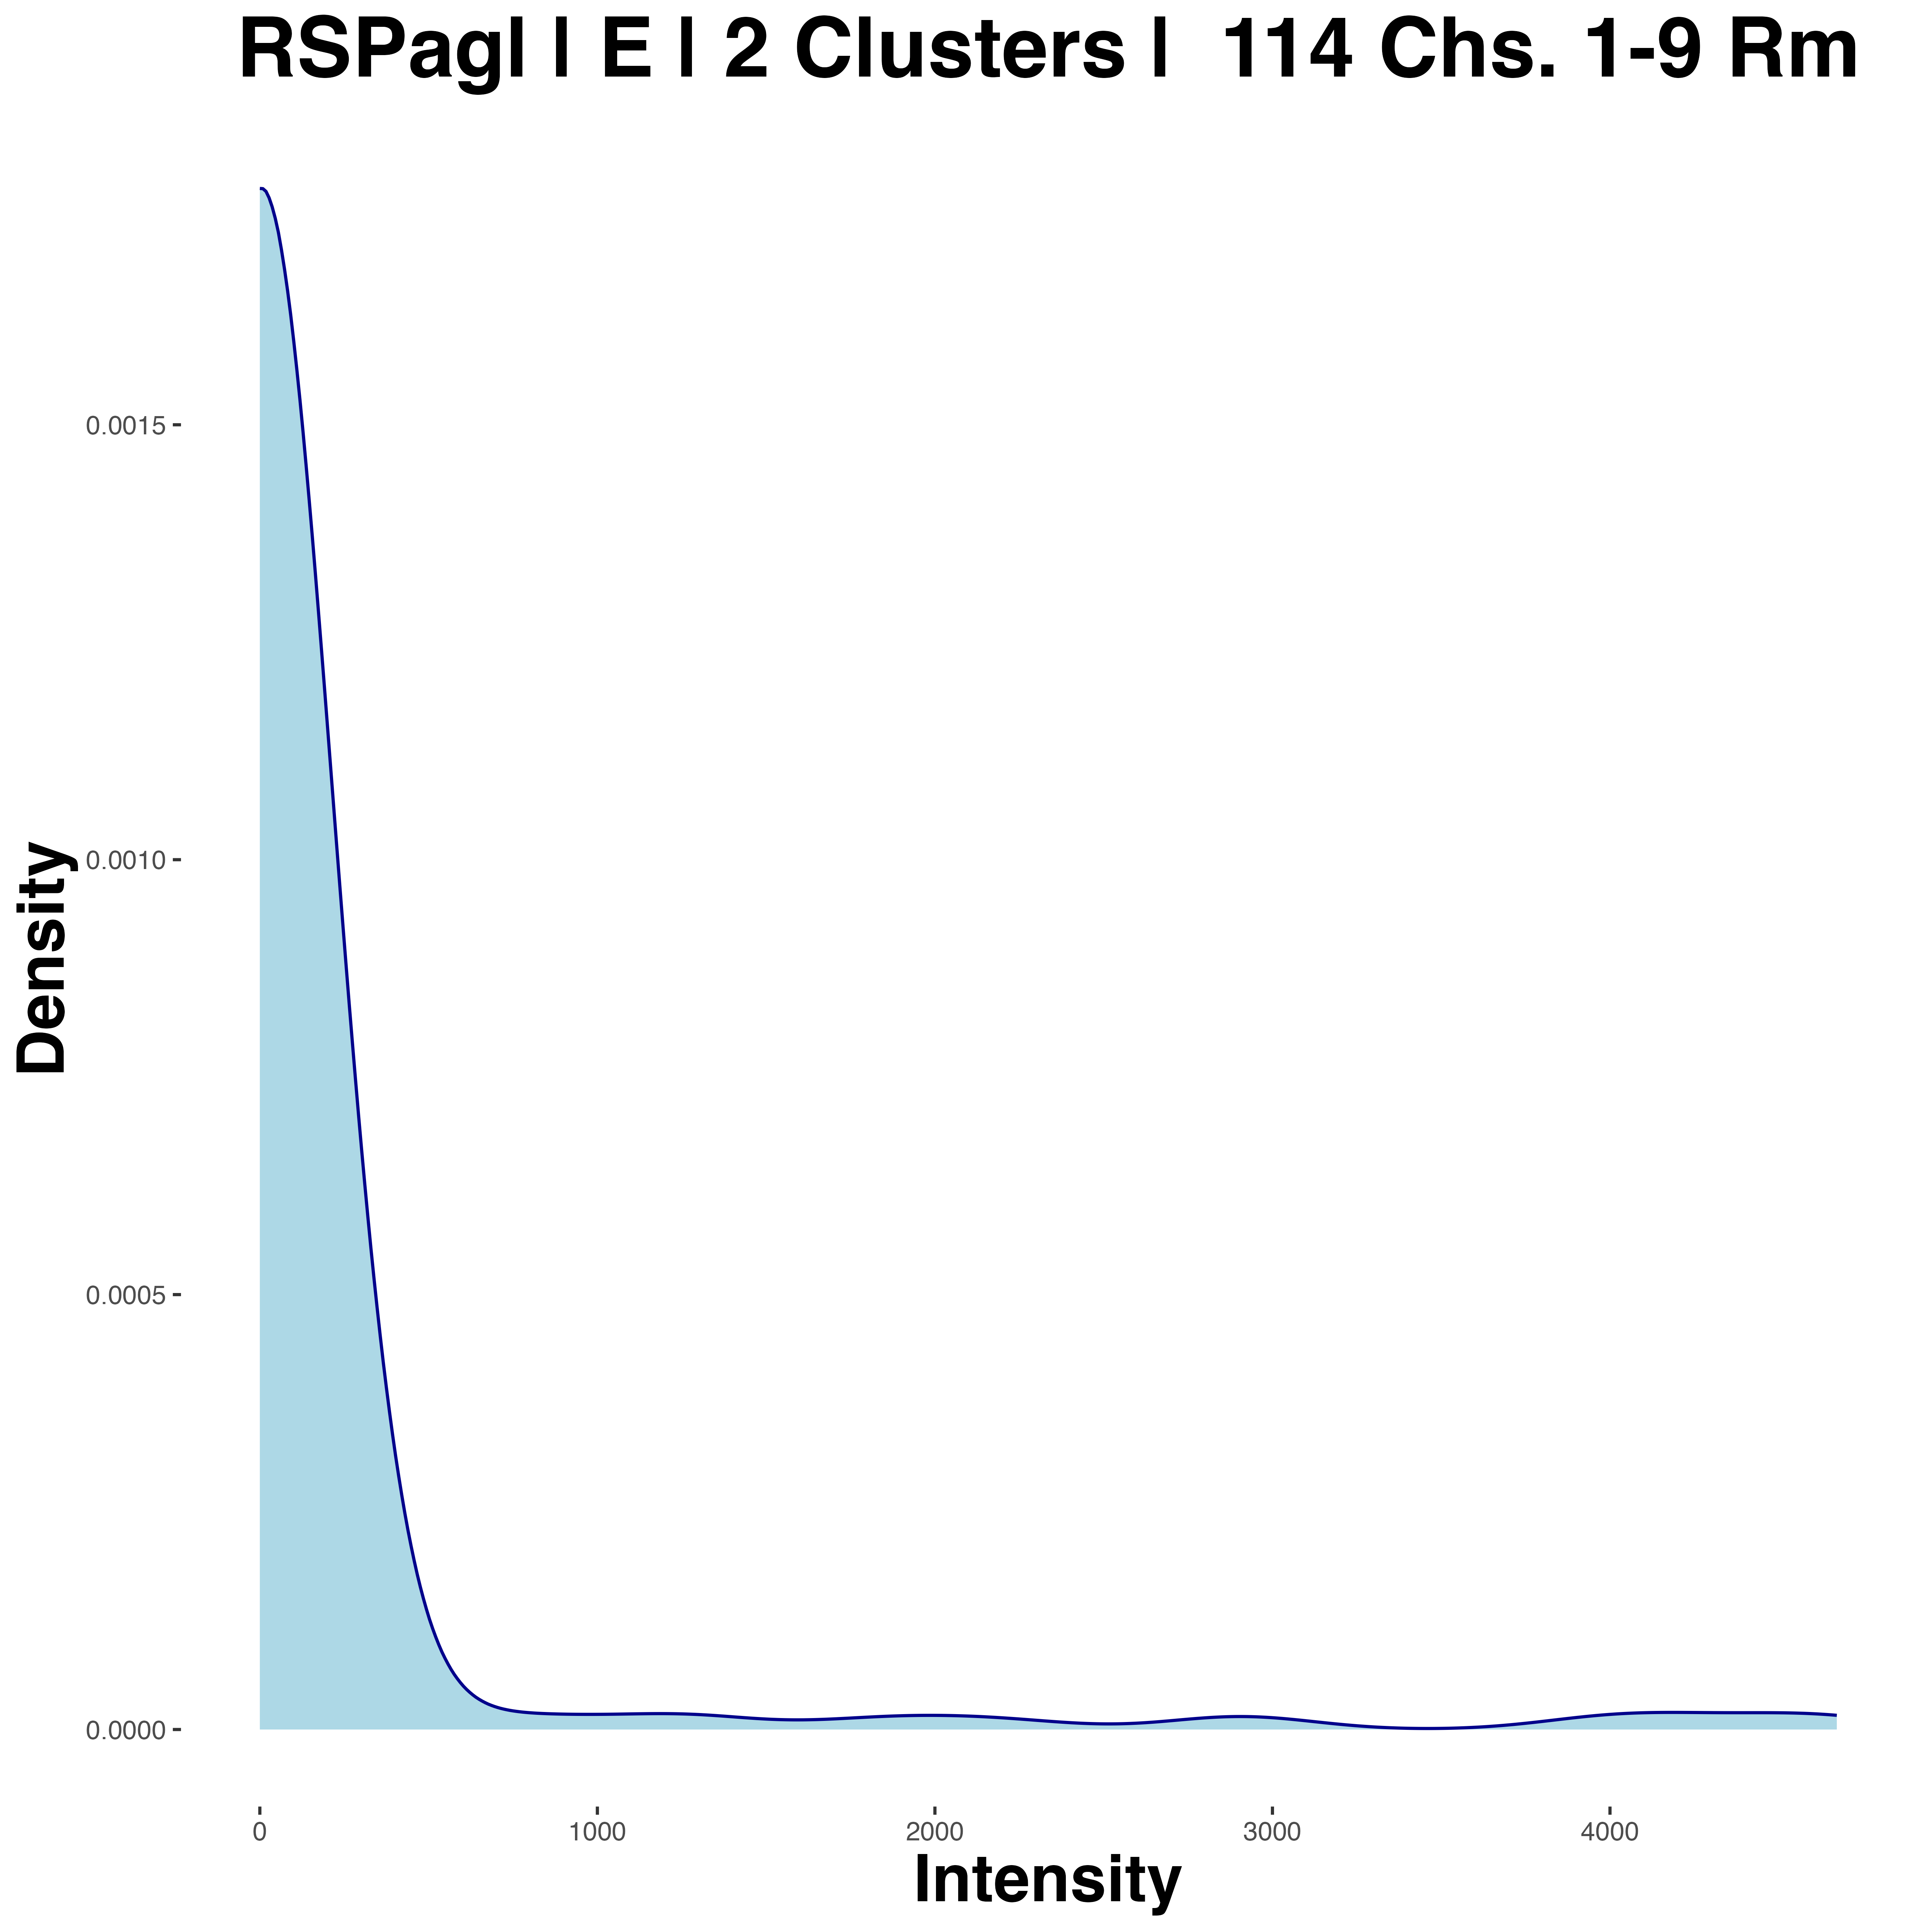 RSPagl | E | 2 Clusters | 114 Chs. 1-9 Rm
Density
0.0015
0.0010
0.0005
0.0000
0 1000 2000 3000 4000
Intensity